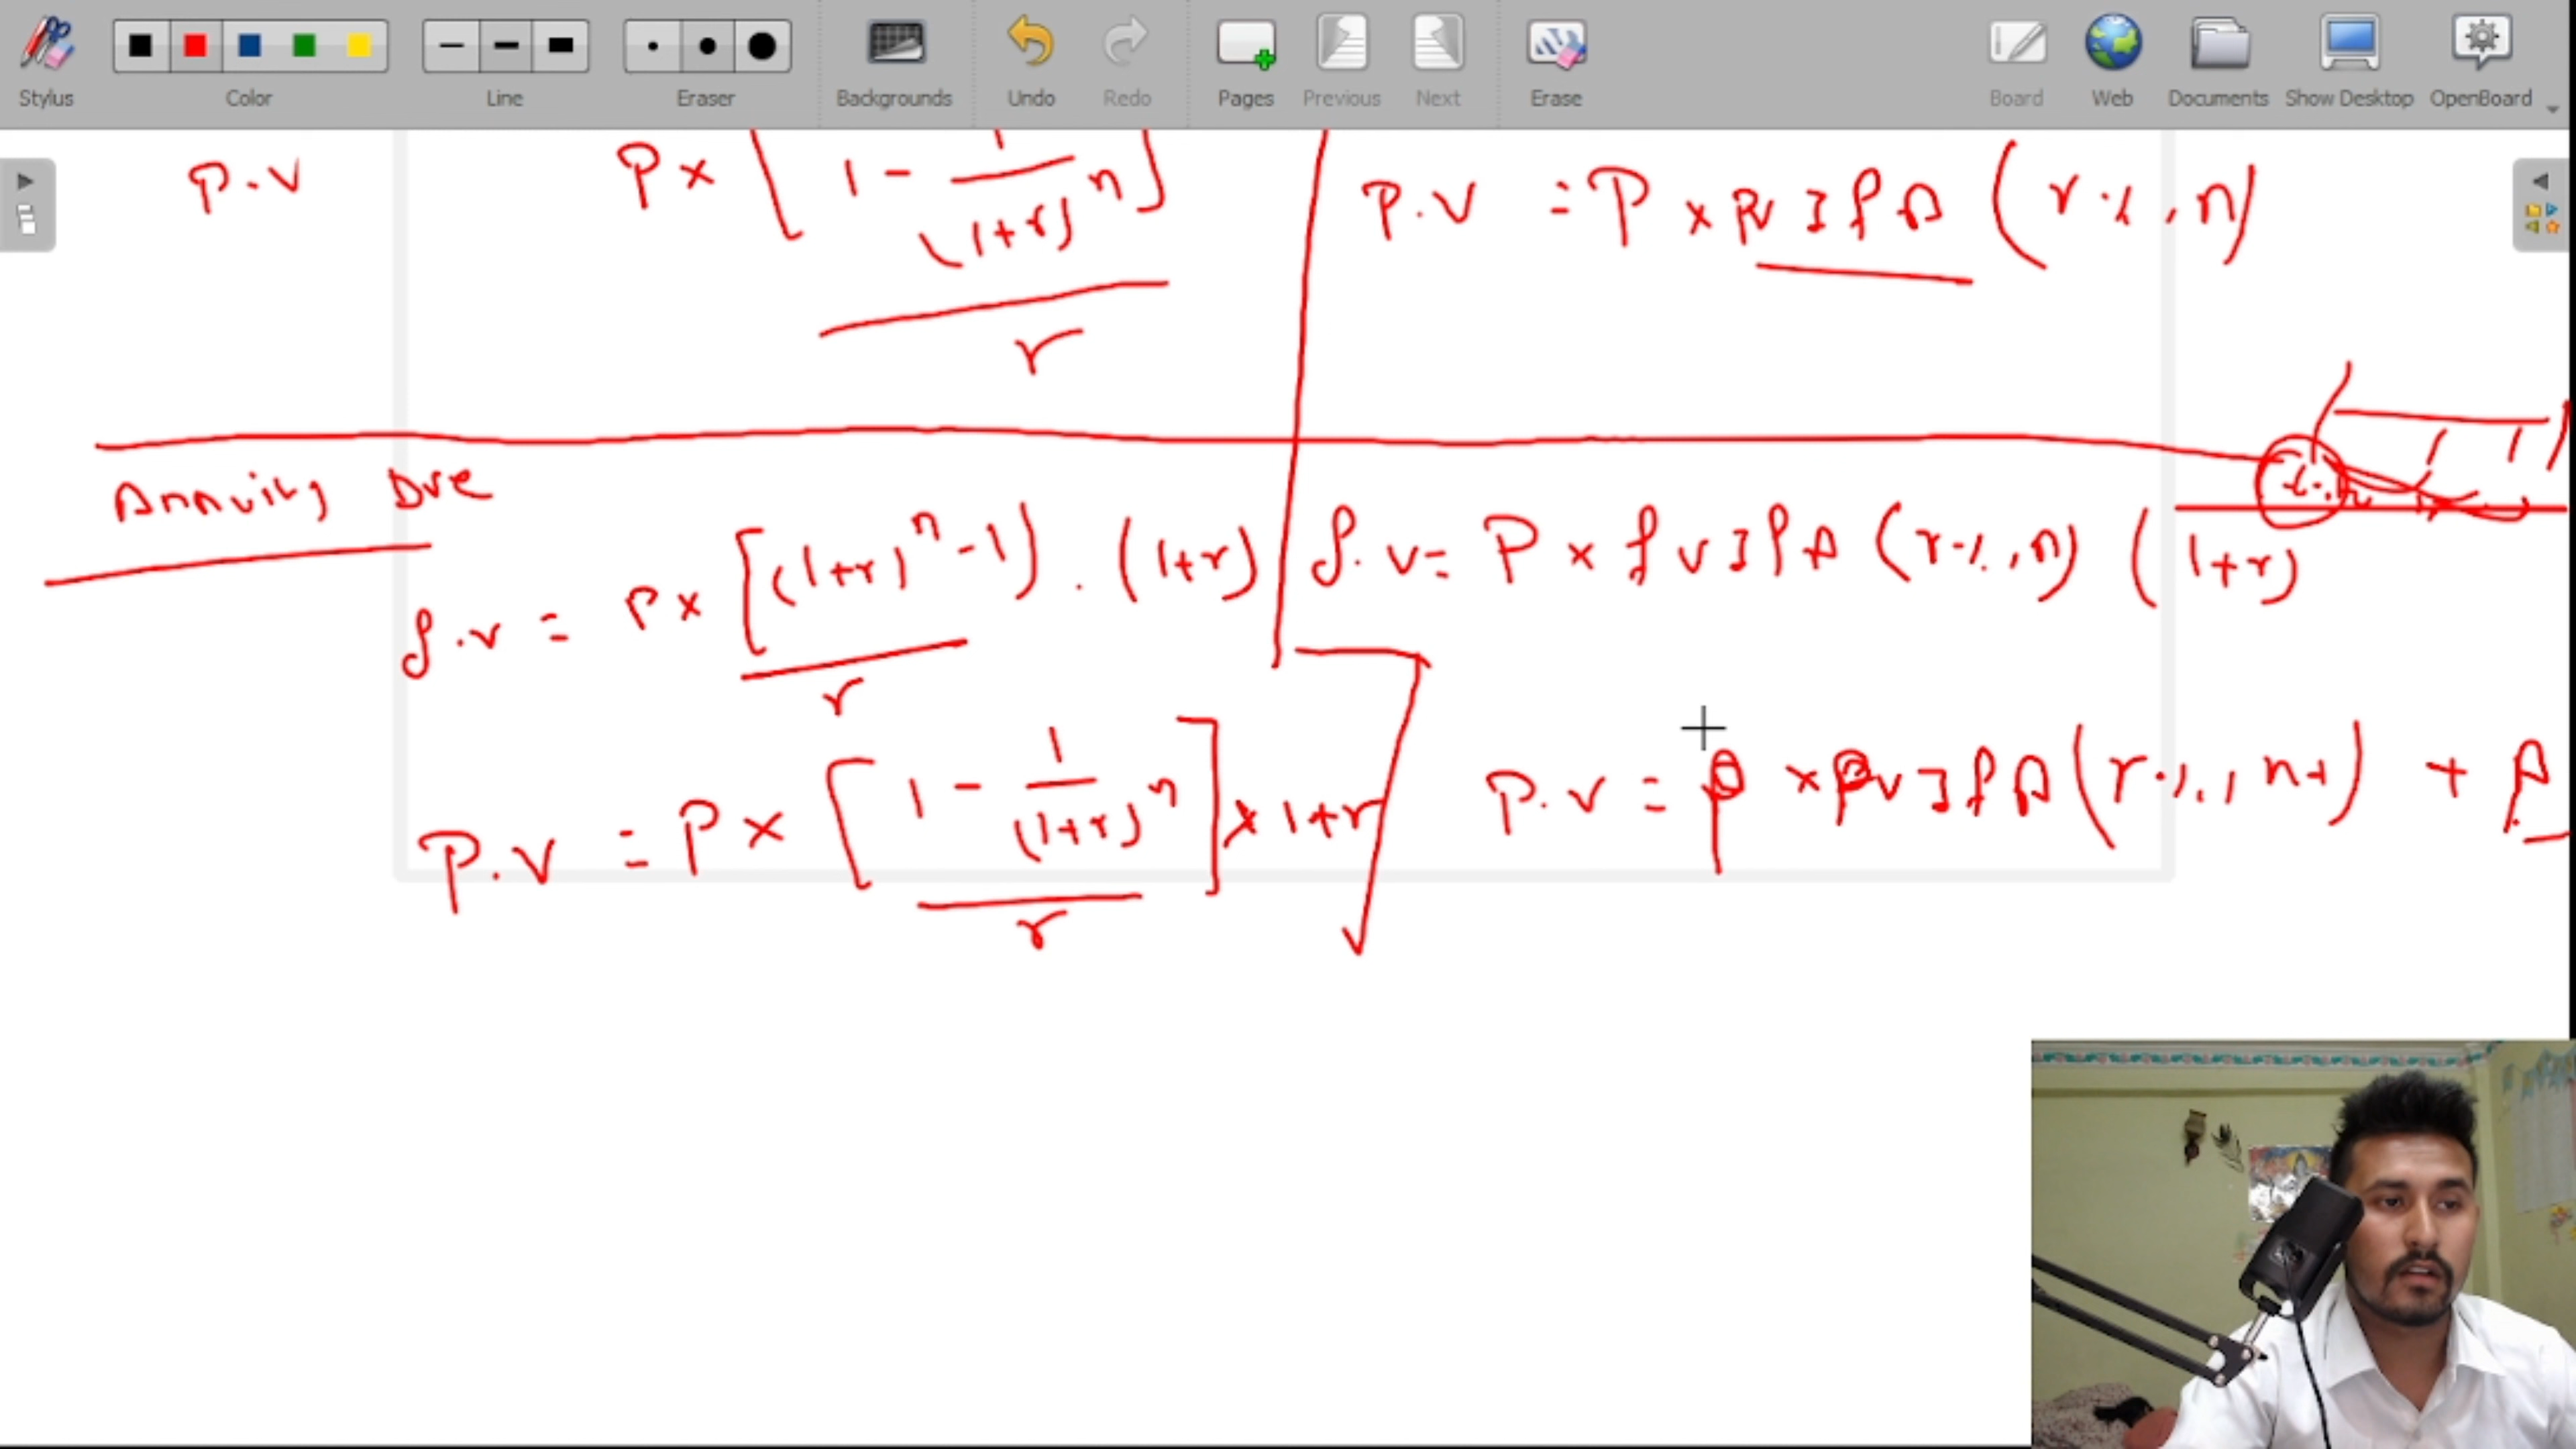 Stylus Color Line Eraser Backgrounds Undo Redo Pages Previous Next Erase Board Web Documents Show Desktop OpenBoard
P.V P × [1 - 1/(1+r)^n] / r
P.V = P × PVIFA (r%, n)
Annuity Due
F.V = P × [(1+r)^n - 1] / r . (1+r)
F.V = P × FVIFA (r%, n) (1+r)
P.V = P × [1 - 1/(1+r)^n] / r × 1+r
P.V = P × PVIFA (r%, n-1) +